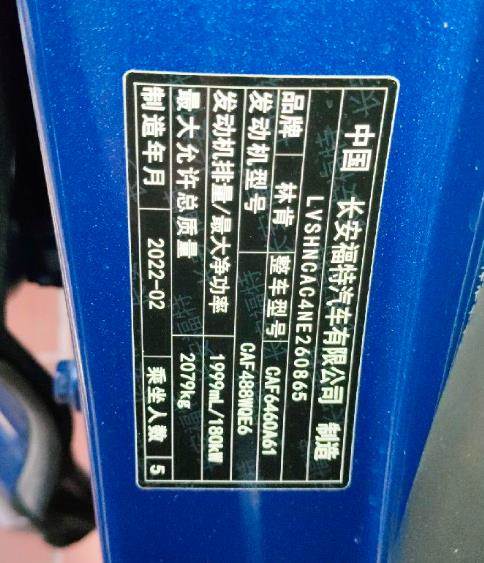 中国 长安福特汽车有限公司 制造
LVSHNCAC4NE260865
品牌 林肯 整车型号 CAF6460A61
发动机型号 CAF488WQE6
发动机排量/最大净功率 1999mL/180kW
最大允许总质量 2079kg
制造年月 2022-02 乘坐人数 5